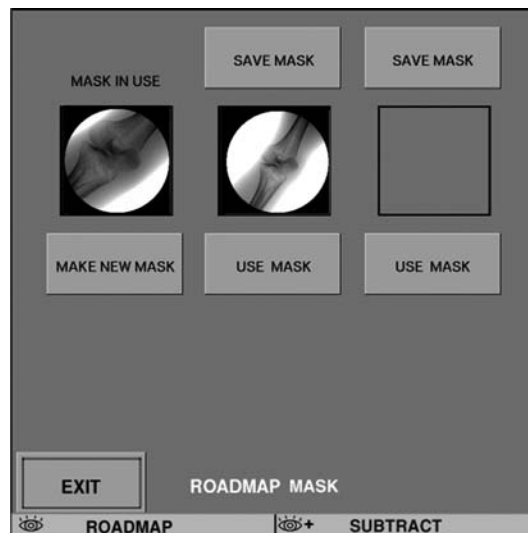 SAVE MASK SAVE MASK
MASK IN USE
MAKE NEW MASK USE MASK USE MASK
EXIT ROADMAP MASK
ROADMAP + SUBTRACT